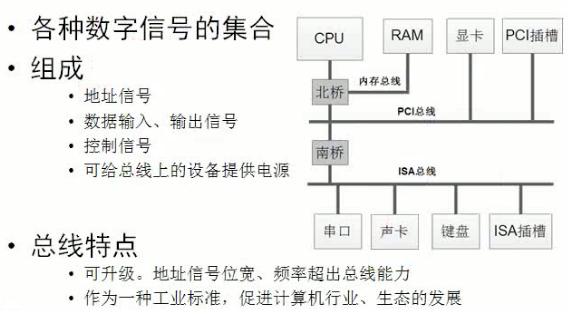 • 各种数字信号的集合
• 组成
• 地址信号
• 数据输入、输出信号
• 控制信号
• 可给总线上的设备提供电源
• 总线特点
• 可升级。地址信号位宽、频率超出总线能力
• 作为一种工业标准，促进计算机行业、生态的发展
CPU
RAM
显卡
PCI插槽
北桥
内存总线
PCI总线
南桥
ISA总线
串口
声卡
键盘
ISA插槽